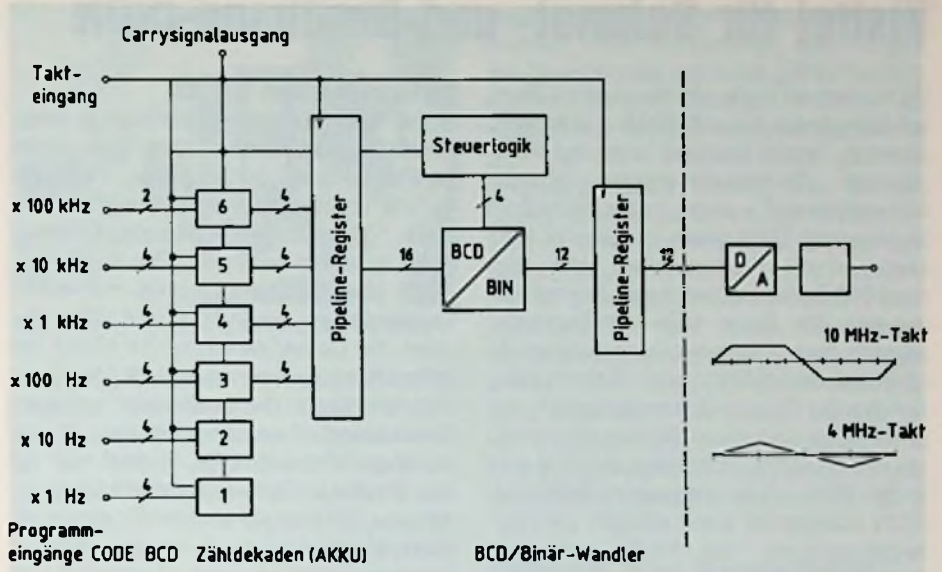 Carrysignalausgang
Takt-
eingang
Steuerlogik
4
x 100 kHz
2
6
4
x 10 kHz
4
5
4
x 1 kHz
4
4
4
x 100 Hz
4
3
4
x 10 Hz
4
2
x 1 Hz
4
1
Pipeline-Register
16
BCD
BIN
12
Pipeline-Register
12
D
A
10 MHz-Takt
4 MHz-Takt
Programm-
eingänge CODE BCD Zähldekaden (AKKU) BCD/Binär-Wandler